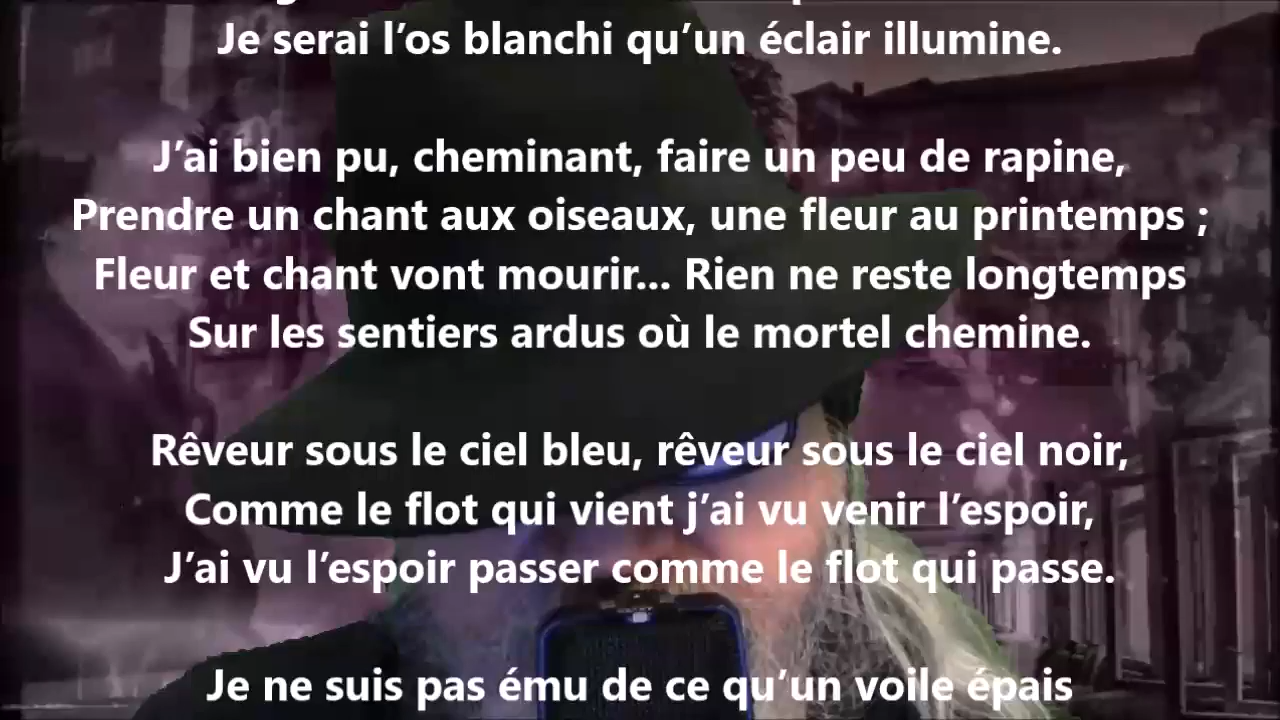 Je serai l’os blanchi qu’un éclair illumine.
J’ai bien pu, cheminant, faire un peu de rapine,
Prendre un chant aux oiseaux, une fleur au printemps ;
Fleur et chant vont mourir... Rien ne reste longtemps
Sur les sentiers ardus où le mortel chemine.
Rêveur sous le ciel bleu, rêveur sous le ciel noir,
Comme le flot qui vient j’ai vu venir l’espoir,
J’ai vu l’espoir passer comme le flot qui passe.
Je ne suis pas ému de ce qu’un voile épais